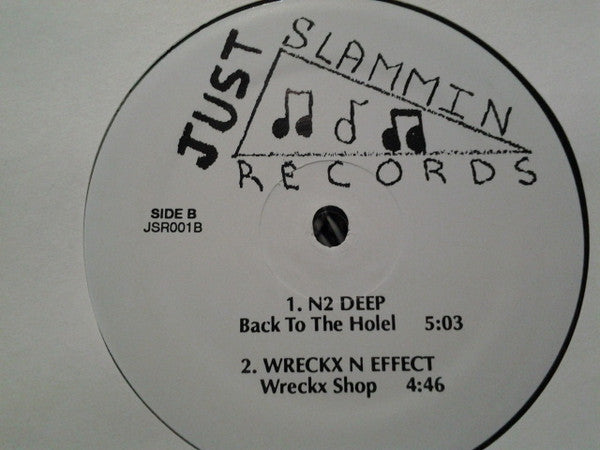 JUST
SLAMMIN
RECORDS
SIDE B
JSR001B
1. N2 DEEP
Back To The Holel 5:03
2. WRECKX N EFFECT
Wreckx Shop 4:46